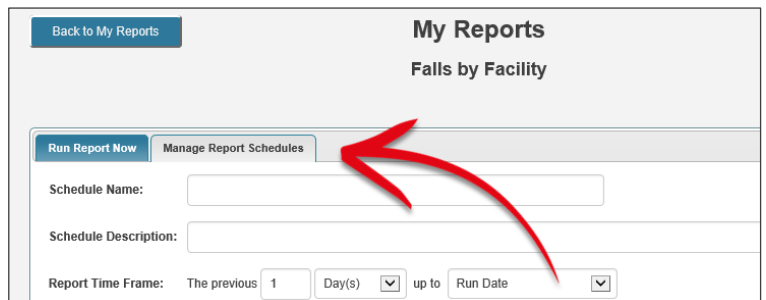 Back to My Reports
My Reports
Falls by Facility
Run Report Now Manage Report Schedules
Schedule Name:
Schedule Description:
Report Time Frame: The previous 1 Day(s) up to Run Date